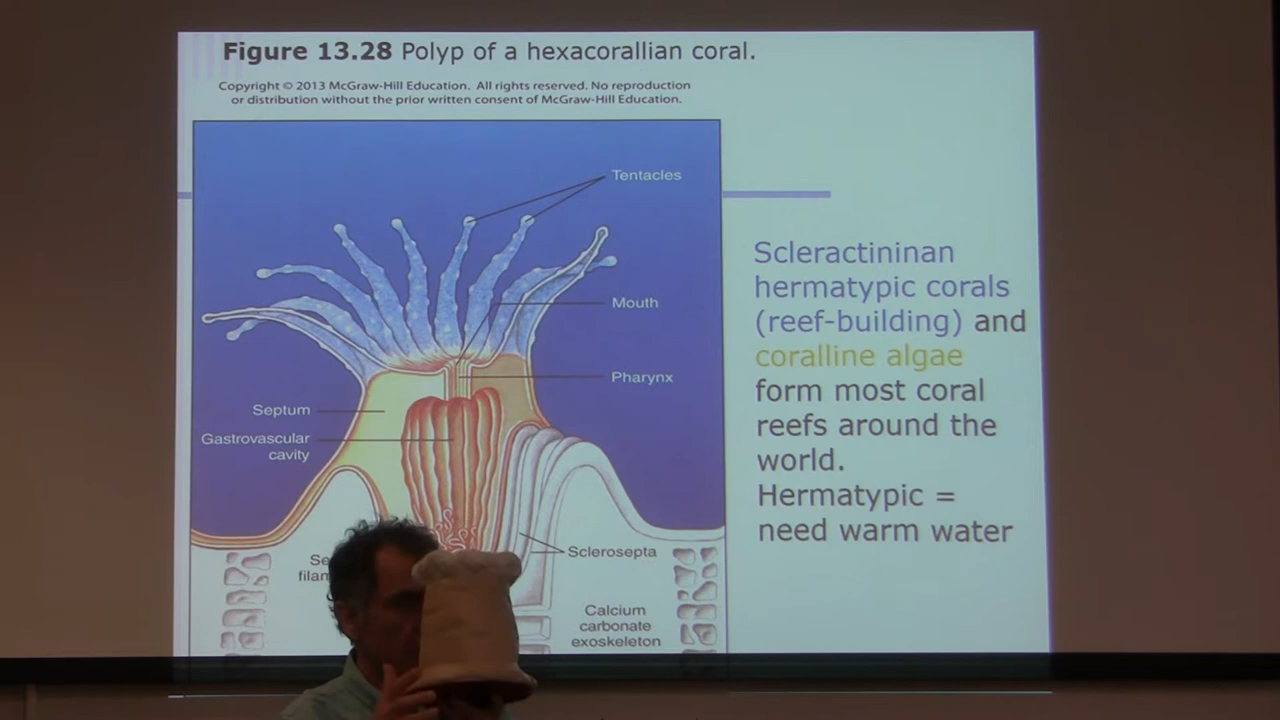 Figure 13.28 Polyp of a hexacorallian coral.
Copyright © 2013 McGraw-Hill Education. All rights reserved. No reproduction
or distribution without the prior written consent of McGraw-Hill Education.
Tentacles
Mouth
Pharynx
Septum
Gastrovascular
cavity
Sclerosepta
Calcium
carbonate
exoskeleton
Scleractininan
hermatypic corals
(reef-building) and
coralline algae
form most coral
reefs around the
world.
Hermatypic =
need warm water